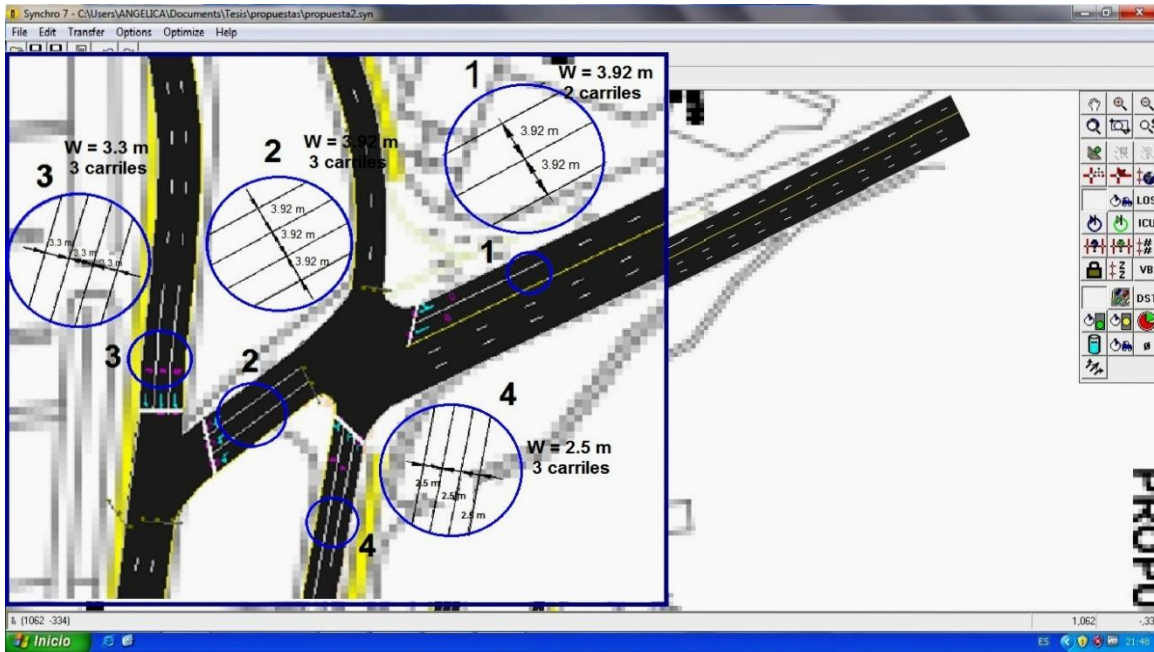 Synchro 7 - C:\Users\ANGELICA\Documents\Tesis\propuestas\propuesta2.syn
File Edit Transfer Options Optimize Help
1
W = 3.92 m
2 carriles
3.92 m
3.92 m
2
W = 3.92 m
3 carriles
3.92 m
3.92 m
3.92 m
3
W = 3.3 m
3 carriles
3.3 m
3.3 m
3.3 m
1
2
3
4
W = 2.5 m
3 carriles
2.5 m
2.5 m
2.5 m
4
LOS
ICU
#
#
Z
Z
VB
DST
ø
PROPU
& (1062 -334)
1,062
-,33
Inicio
ES
21:48